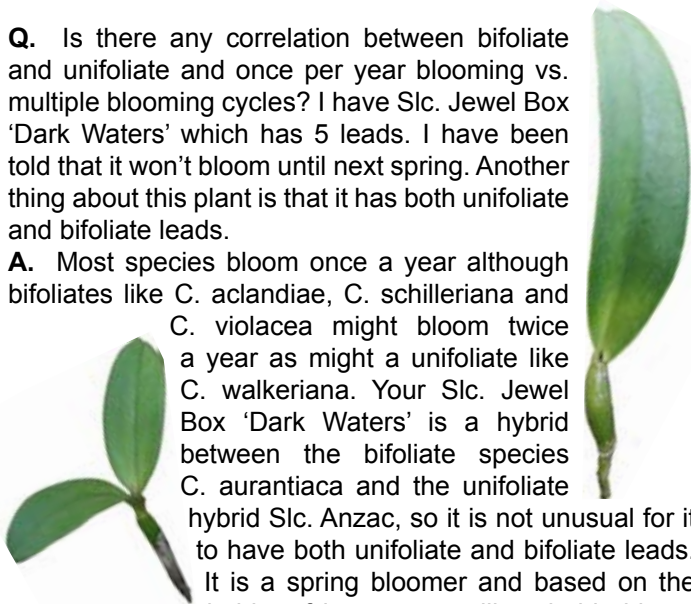 Q. Is there any correlation between bifoliate
and unifoliate and once per year blooming vs.
multiple blooming cycles? I have Slc. Jewel Box
‘Dark Waters’ which has 5 leads. I have been
told that it won’t bloom until next spring. Another
thing about this plant is that it has both unifoliate
and bifoliate leads.
A. Most species bloom once a year although
bifoliates like C. aclandiae, C. schilleriana and
C. violacea might bloom twice
a year as might a unifoliate like
C. walkeriana. Your Slc. Jewel
Box ‘Dark Waters’ is a hybrid
between the bifoliate species
C. aurantiaca and the unifoliate
hybrid Slc. Anzac, so it is not unusual for it
to have both unifoliate and bifoliate leads.
It is a spring bloomer and based on the